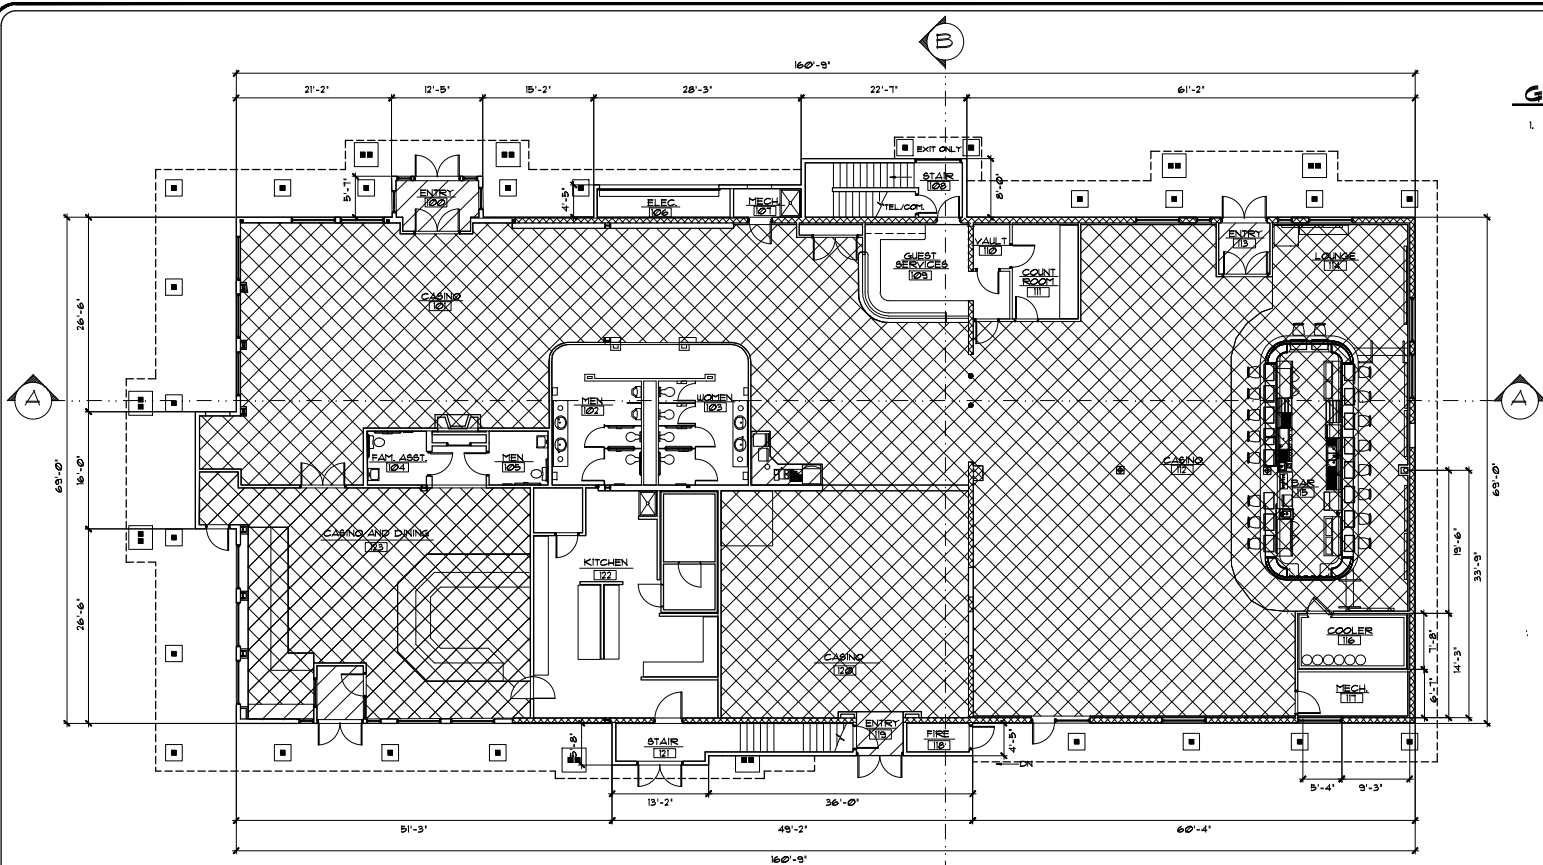 B
160'-9"
21'-2"
12'-5"
15'-2"
28'-3"
22'-7"
61'-2"
G
1.
EXIT ONLY
5'-7"
ENTRY
100
4'-5"
ELEC.
106
MECH.
107
STAIR
108
TEL/COM.
8'-0"
ENTRY
113
LOUNGE
114
VAULT
110
GUEST
SERVICES
109
COUNT
ROOM
111
CASINO
101
26'-6"
A
MEN
102
WOMEN
103
A
FAM. ASST.
104
MEN
105
CASINO
112
BAR
115
69'-0"
16'-0"
69'-0"
CASINO AND DINING
123
KITCHEN
122
19'-6"
33'-9"
26'-6"
COOLER
116
7'-8"
14'-3"
CASINO
120
MECH.
117
6'-7"
STAIR
121
5'-8"
ENTRY
119
FIRE
118
4'-5"
DN
5'-4"
9'-3"
13'-2"
36'-0"
51'-3"
49'-2"
60'-4"
160'-9"